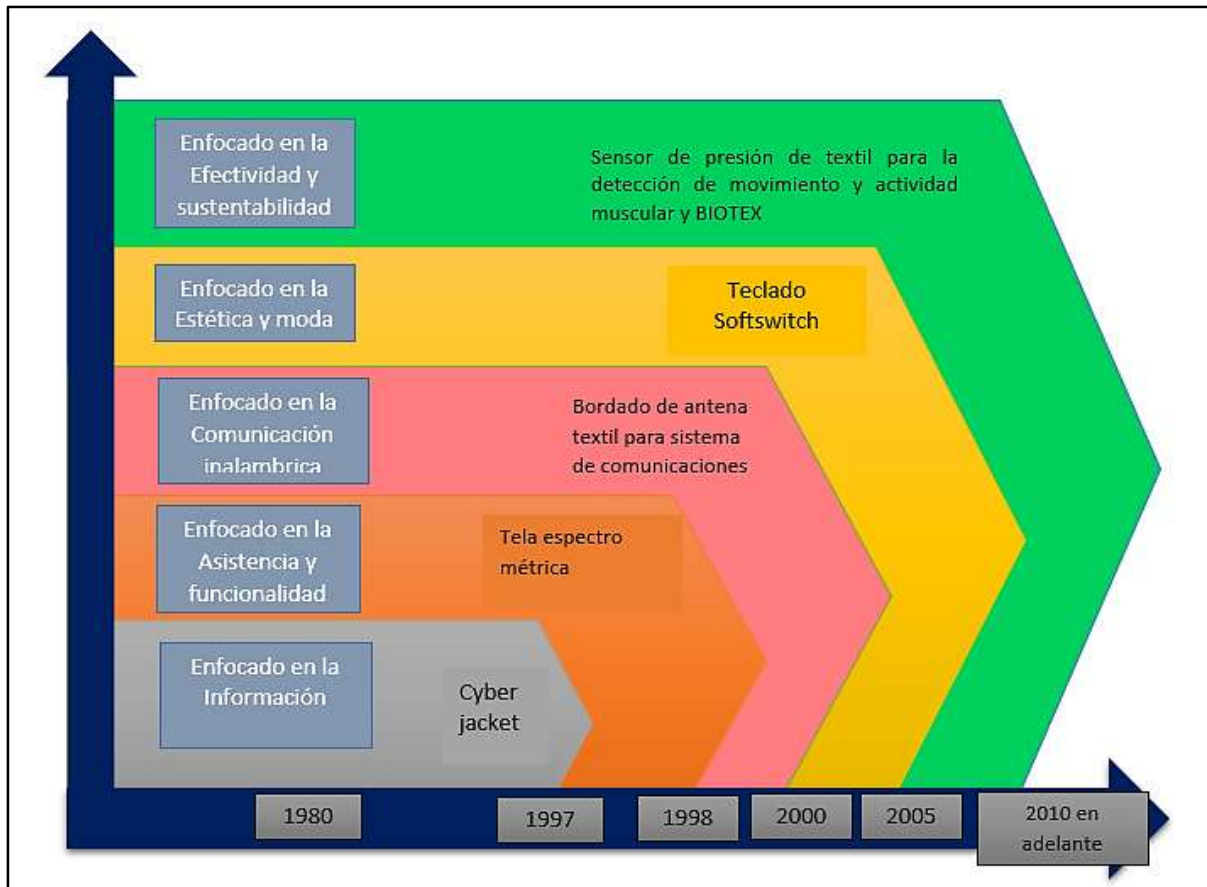 Enfocado en la
Efectividad y
sustentabilidad
Sensor de presión de textil para la
detección de movimiento y actividad
muscular y BIOTEX
Enfocado en la
Estética y moda
Teclado
Softswitch
Enfocado en la
Comunicación
inalambrica
Bordado de antena
textil para sistema
de comunicaciones
Enfocado en la
Asistencia y
funcionalidad
Tela espectro
métrica
Enfocado en la
Información
Cyber
jacket
1980
1997
1998
2000
2005
2010 en
adelante